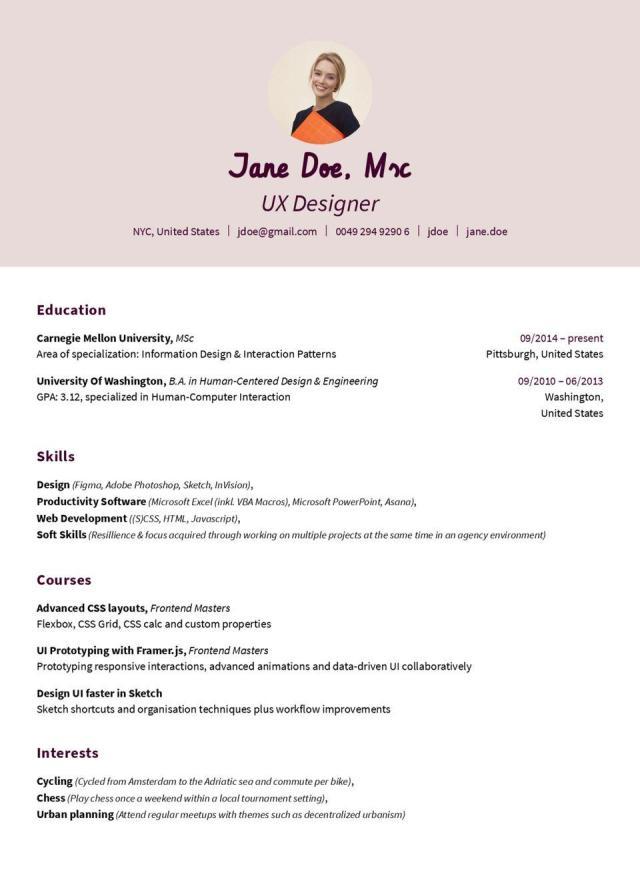 Jane Doe, Msc
UX Designer
NYC, United States | jdoe@gmail.com | 0049 294 9290 6 | jdoe | jane.doe
Education
Carnegie Mellon University, MSc 09/2014 – present
Area of specialization: Information Design & Interaction Patterns Pittsburgh, United States
University Of Washington, B.A. in Human-Centered Design & Engineering 09/2010 – 06/2013
GPA: 3.12, specialized in Human-Computer Interaction Washington,
United States
Skills
Design (Figma, Adobe Photoshop, Sketch, InVision),
Productivity Software (Microsoft Excel (inkl. VBA Macros), Microsoft PowerPoint, Asana),
Web Development ((S)CSS, HTML, Javascript),
Soft Skills (Resillience & focus acquired through working on multiple projects at the same time in an agency environment)
Courses
Advanced CSS layouts, Frontend Masters
Flexbox, CSS Grid, CSS calc and custom properties
UI Prototyping with Framer.js, Frontend Masters
Prototyping responsive interactions, advanced animations and data-driven UI collaboratively
Design UI faster in Sketch
Sketch shortcuts and organisation techniques plus workflow improvements
Interests
Cycling (Cycled from Amsterdam to the Adriatic sea and commute per bike),
Chess (Play chess once a weekend within a local tournament setting),
Urban planning (Attend regular meetups with themes such as decentralized urbanism)